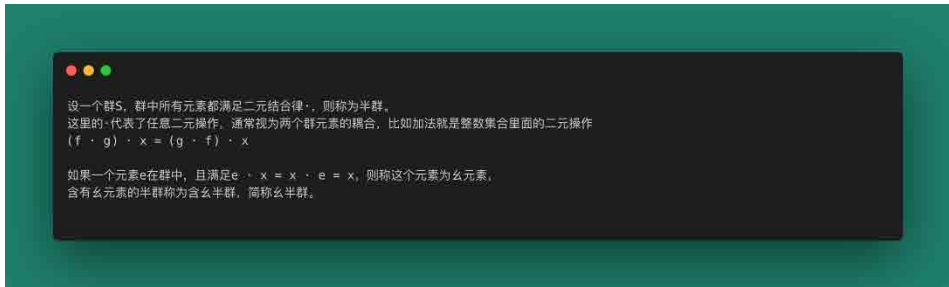 设一个群S，群中所有元素都满足二元结合律·，则称为半群。
这里的·代表了任意二元操作，通常视为两个群元素的耦合，比如加法就是整数集合里面的二元操作
(f · g) · x = (g · f) · x
如果一个元素e在群中，且满足e · x = x · e = x，则称这个元素为幺元素，
含有幺元素的半群称为含幺半群，简称幺半群。